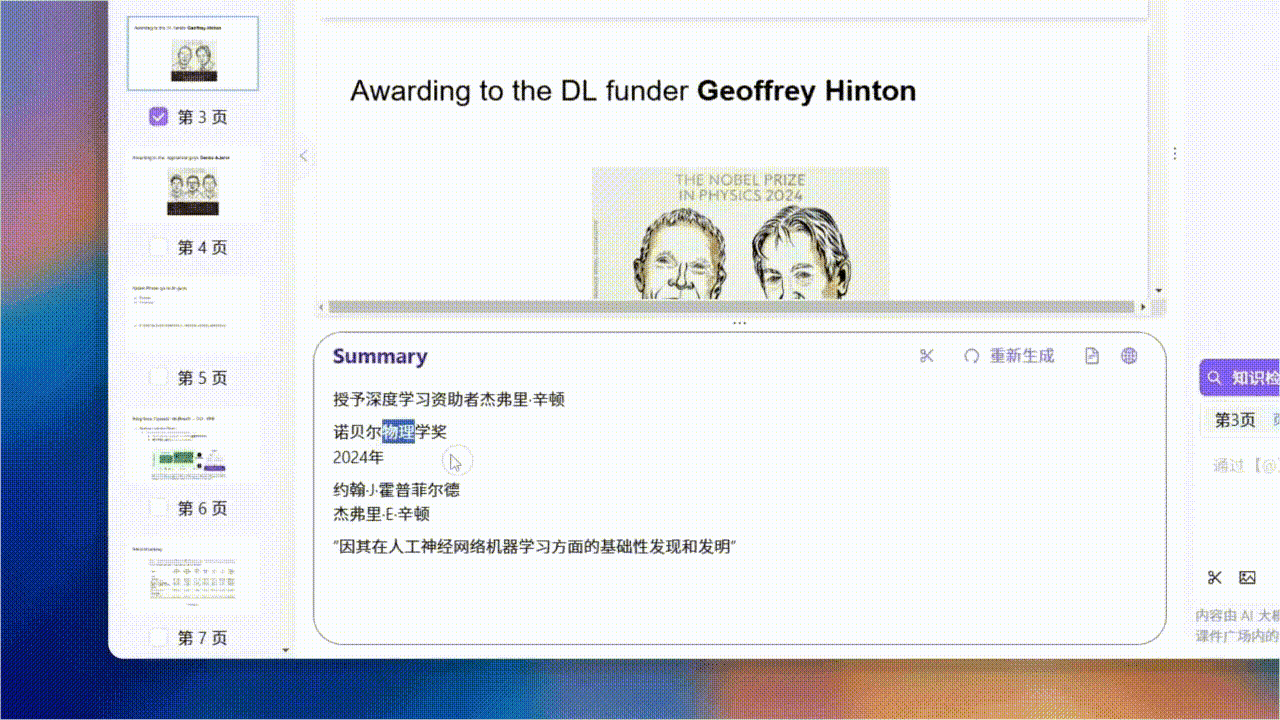 Awarding to the DL funder Geoffrey Hinton
第 3 页
第 4 页
第 5 页
第 6 页
第 7 页
Awarding to the DL funder Geoffrey Hinton
THE NOBEL PRIZE
IN PHYSICS 2024
Summary
重新生成
授予深度学习资助者杰弗里·辛顿
诺贝尔物理学奖
2024年
约翰·J·霍普菲尔德
杰弗里·E·辛顿
"因其在人工神经网络机器学习方面的基础性发现和发明"
知识检
第3页
通过【@
内容由 AI 大模
课件广场内的